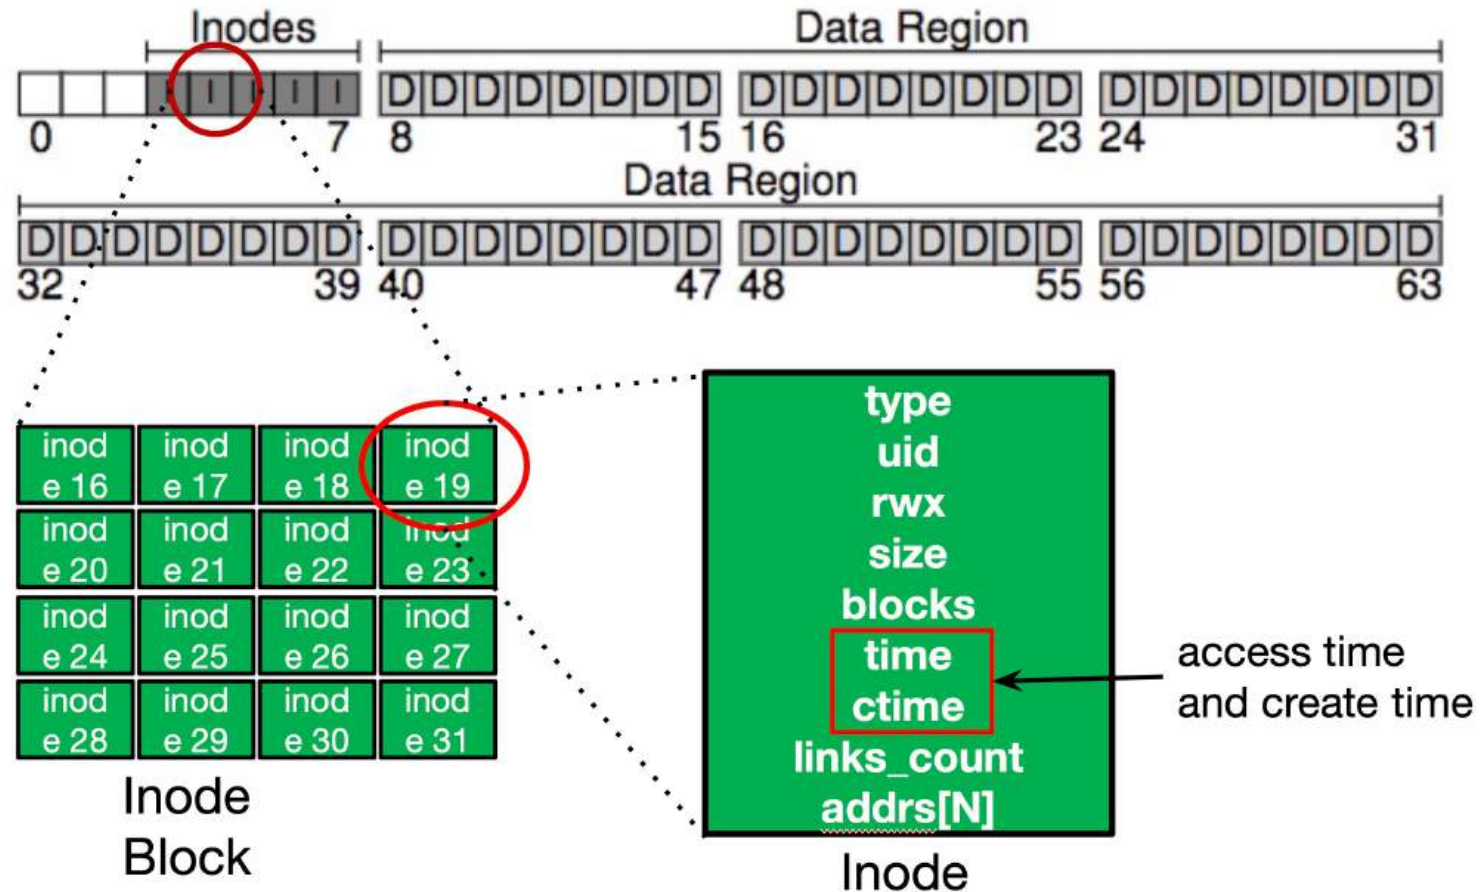 Inodes Data Region
I I I I I D D D D D D D D D D D D D D D D D D D D D D D D
0 7 8 15 16 23 24 31
Data Region
D D D D D D D D D D D D D D D D D D D D D D D D D D D D D D D D
32 39 40 47 48 55 56 63
inod inod inod inod
e 16 e 17 e 18 e 19
inod inod inod inod
e 20 e 21 e 22 e 23
inod inod inod inod
e 24 e 25 e 26 e 27
inod inod inod inod
e 28 e 29 e 30 e 31
Inode
Block
type
uid
rwx
size
blocks
time
ctime
links_count
addrs[N]
access time
and create time
Inode